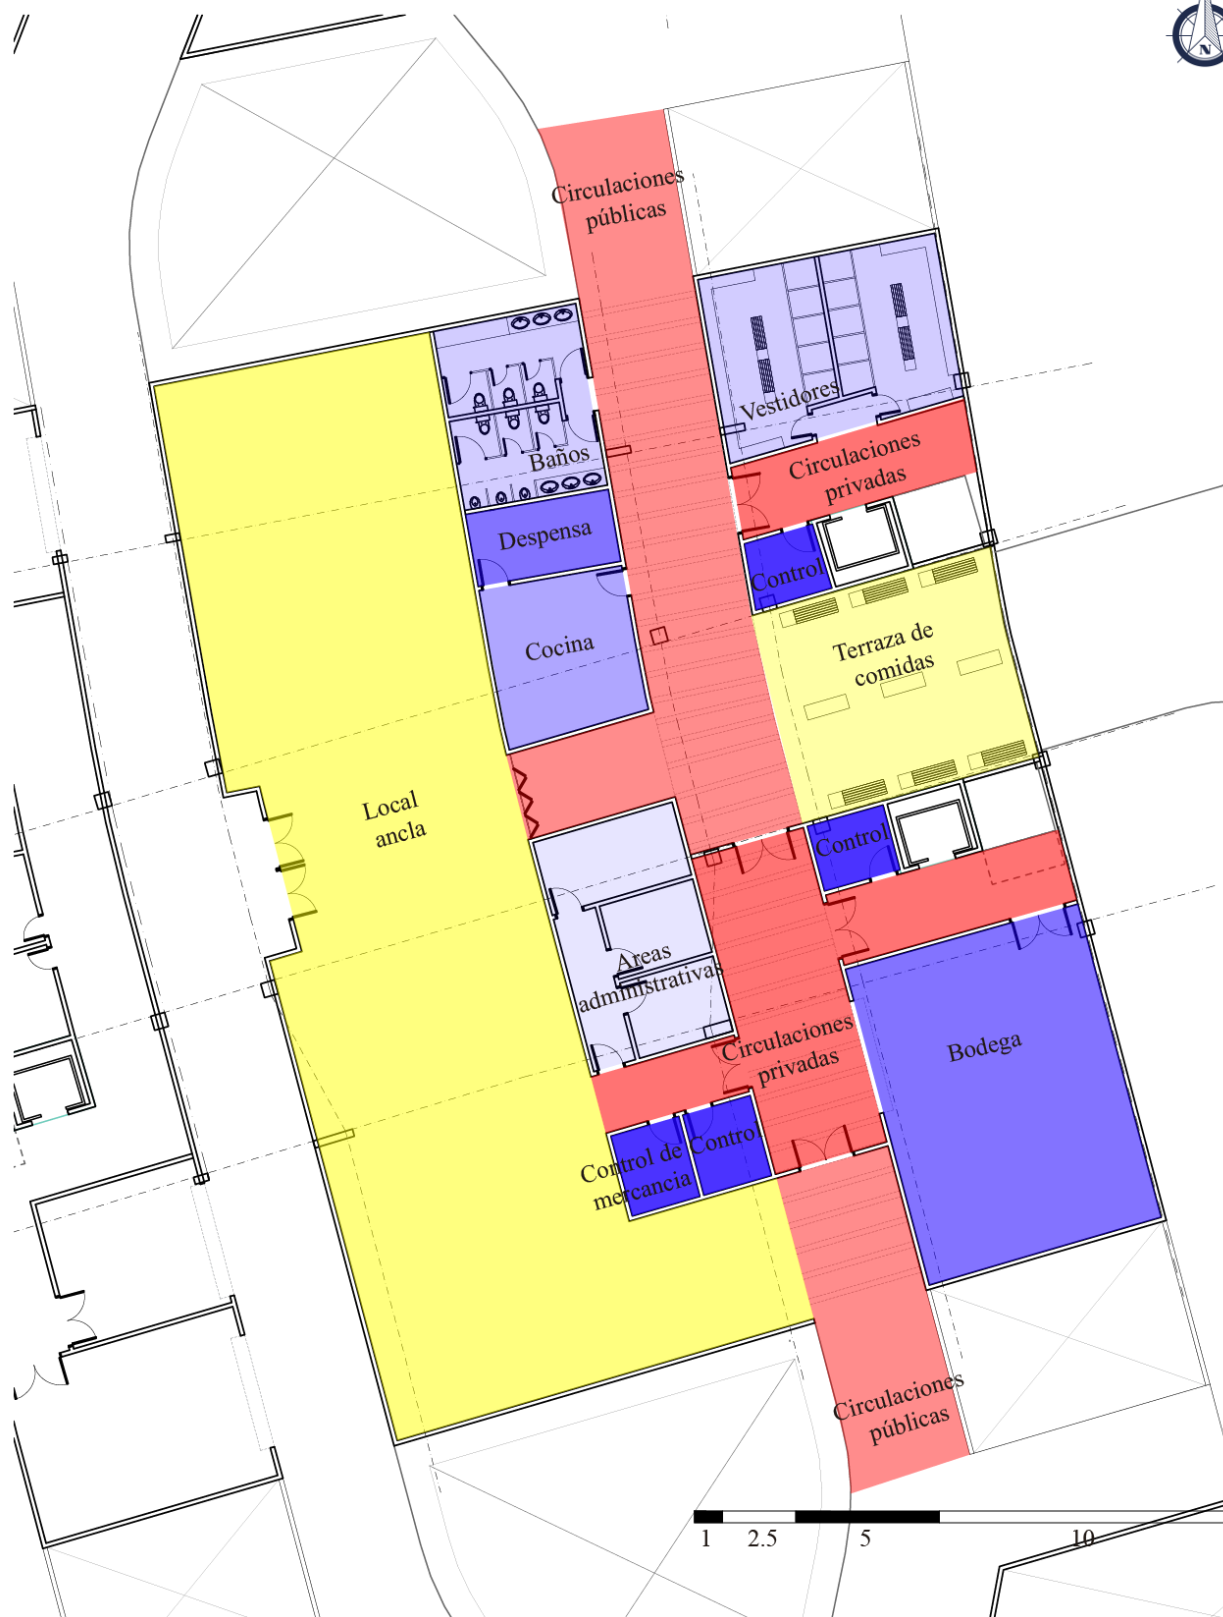 N
Circulaciones
públicas
Vestidores
Baños
Circulaciones
privadas
Despensa
Control
Cocina
Terraza de
comidas
Local
ancla
Control
Areas
administrativas
Circulaciones
privadas
Bodega
Control de
mercancia
Control
Circulaciones
públicas
1 2.5 5 10